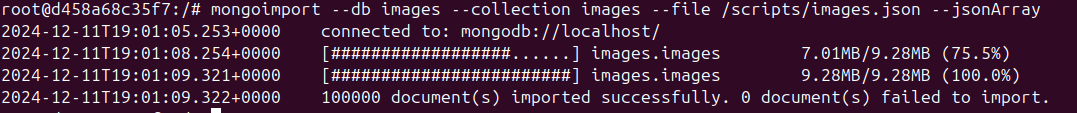 root@d458a68c35f7:/# mongoimport --db images --collection images --file /scripts/images.json --jsonArray
2024-12-11T19:01:05.253+0000 connected to: mongodb://localhost/
2024-12-11T19:01:08.254+0000 [##################......] images.images 7.01MB/9.28MB (75.5%)
2024-12-11T19:01:09.321+0000 [########################] images.images 9.28MB/9.28MB (100.0%)
2024-12-11T19:01:09.322+0000 100000 document(s) imported successfully. 0 document(s) failed to import.